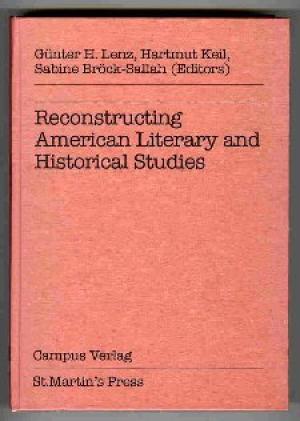 Günter H. Lenz, Hartmut Keil,
Sabine Bröck-Sallah (Editors)
Reconstructing
American Literary and
Historical Studies
Campus Verlag
St. Martin's Press